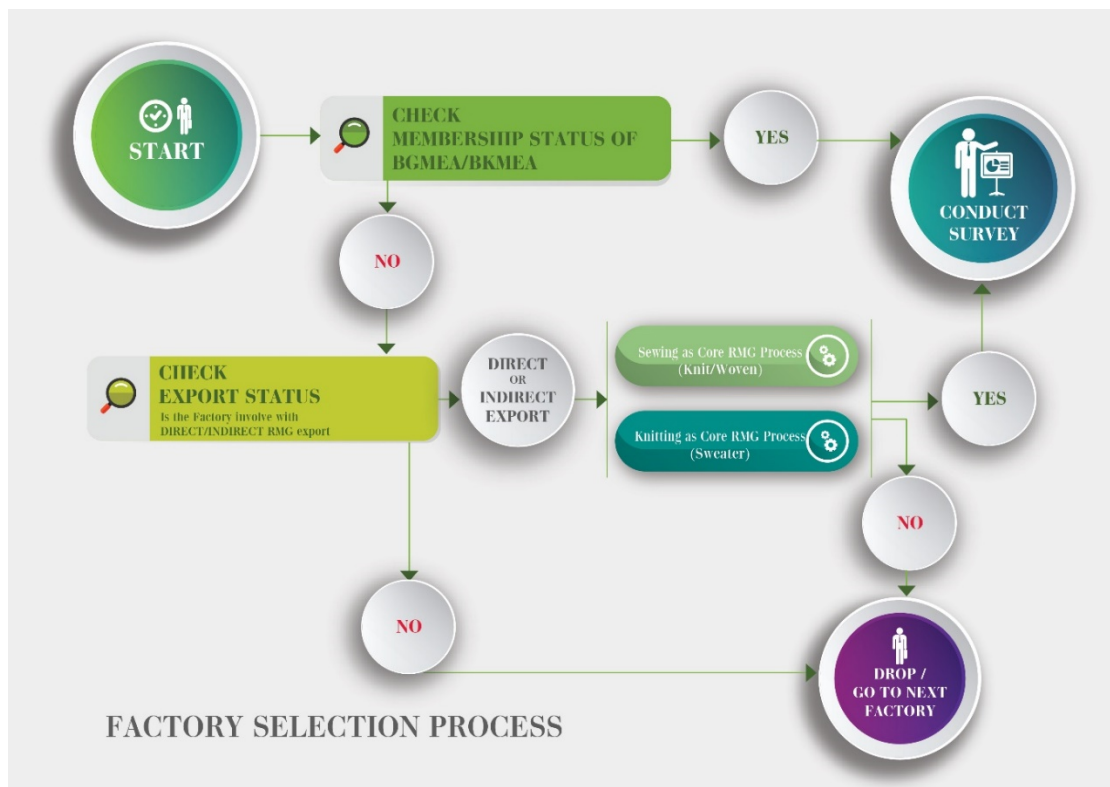 START
CHECK
MEMBERSHIP STATUS OF
BGMEA/BKMEA
YES
CONDUCT
SURVEY
NO
CHECK
EXPORT STATUS
Is the Factory involve with
DIRECT/INDIRECT RMG export
DIRECT
OR
INDIRECT
EXPORT
Sewing as Core RMG Process
(Knit/Woven)
Knitting as Core RMG Process
(Sweater)
YES
NO
NO
DROP /
GO TO NEXT
FACTORY
FACTORY SELECTION PROCESS